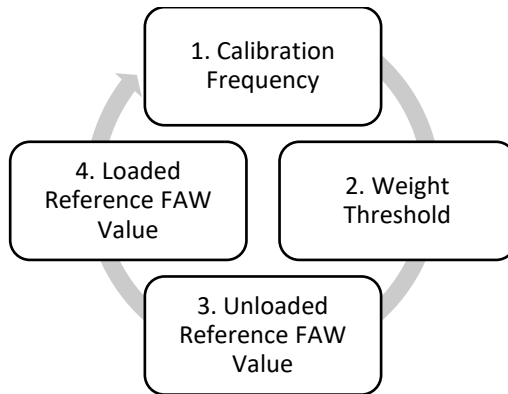 1. Calibration
Frequency
2. Weight
Threshold
3. Unloaded
Reference FAW
Value
4. Loaded
Reference FAW
Value